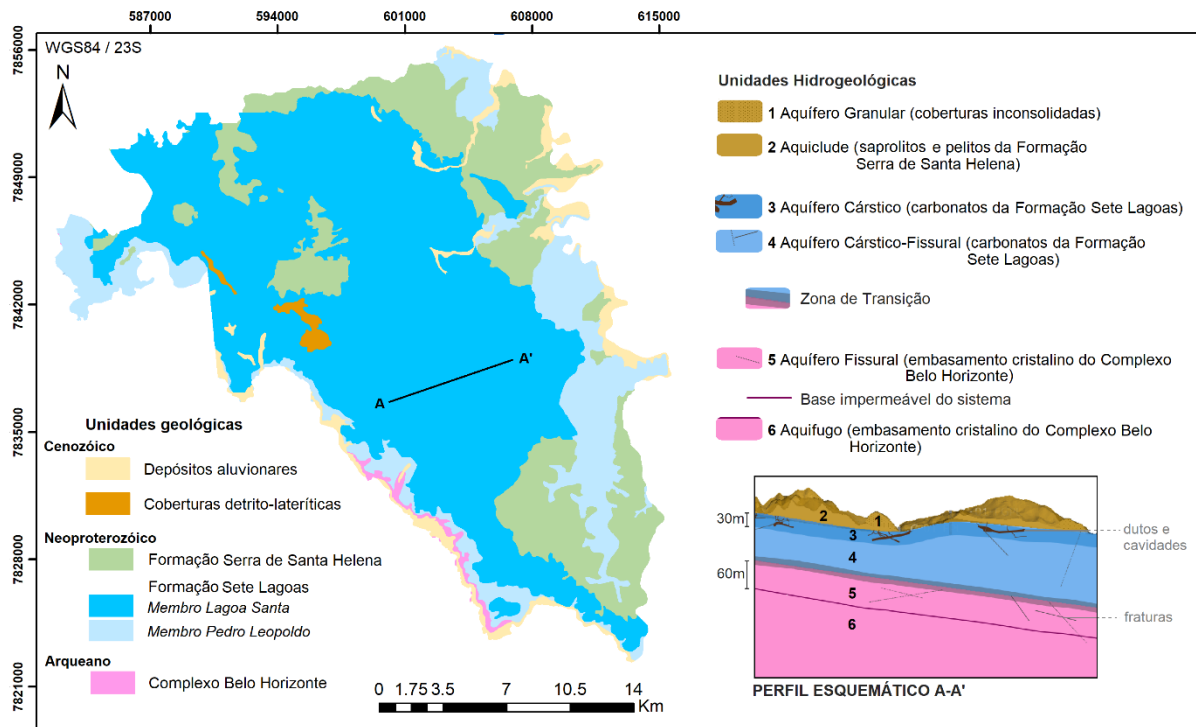 587000 594000 601000 608000 615000
WGS84 / 23S
N
7856000
7849000
7842000
7835000
7828000
7821000
A
A'
Unidades geológicas
Cenozóico
Depósitos aluvionares
Coberturas detrito-lateríticas
Neoproterozóico
Formação Serra de Santa Helena
Formação Sete Lagoas
Membro Lagoa Santa
Membro Pedro Leopoldo
Arqueano
Complexo Belo Horizonte
0 1.75 3.5 7 10.5 14
Km
Unidades Hidrogeológicas
1 Aquífero Granular (coberturas inconsolidadas)
2 Aquiclude (saprolitos e pelitos da Formação
Serra de Santa Helena)
3 Aquífero Cárstico (carbonatos da Formação Sete Lagoas)
4 Aquífero Cárstico-Fissural (carbonatos da Formação
Sete Lagoas)
Zona de Transição
5 Aquífero Fissural (embasamento cristalino do Complexo
Belo Horizonte)
Base impermeável do sistema
6 Aquifugo (embasamento cristalino do Complexo Belo
Horizonte)
30m
60m
2
1
3
4
5
6
dutos e
cavidades
fraturas
PERFIL ESQUEMÁTICO A-A'